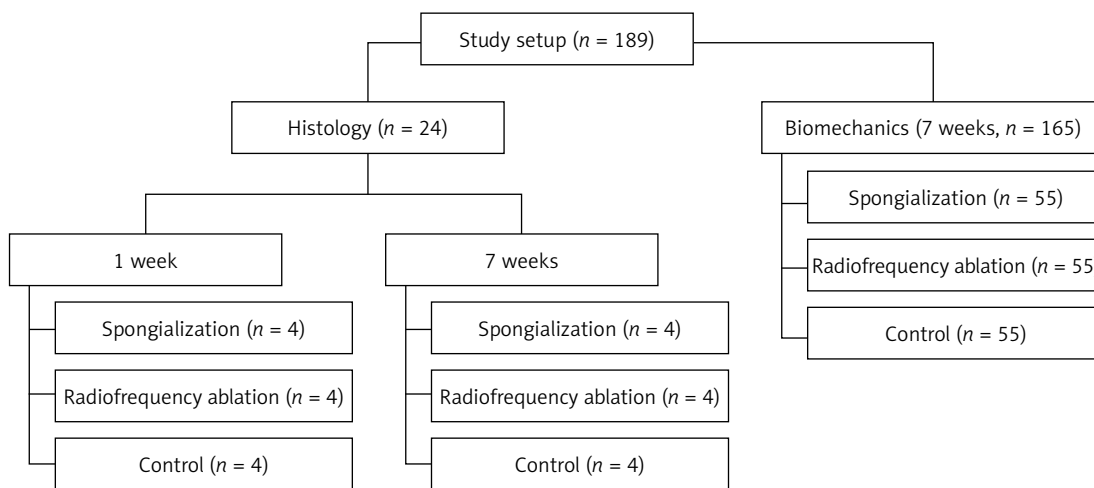 Study setup (n = 189)
Histology (n = 24)
Biomechanics (7 weeks, n = 165)
1 week
Spongialization (n = 4)
Radiofrequency ablation (n = 4)
Control (n = 4)
7 weeks
Spongialization (n = 4)
Radiofrequency ablation (n = 4)
Control (n = 4)
Spongialization (n = 55)
Radiofrequency ablation (n = 55
Control (n = 55)